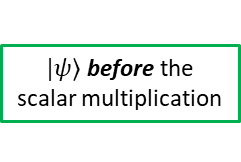 |ψ⟩ before the
scalar multiplication